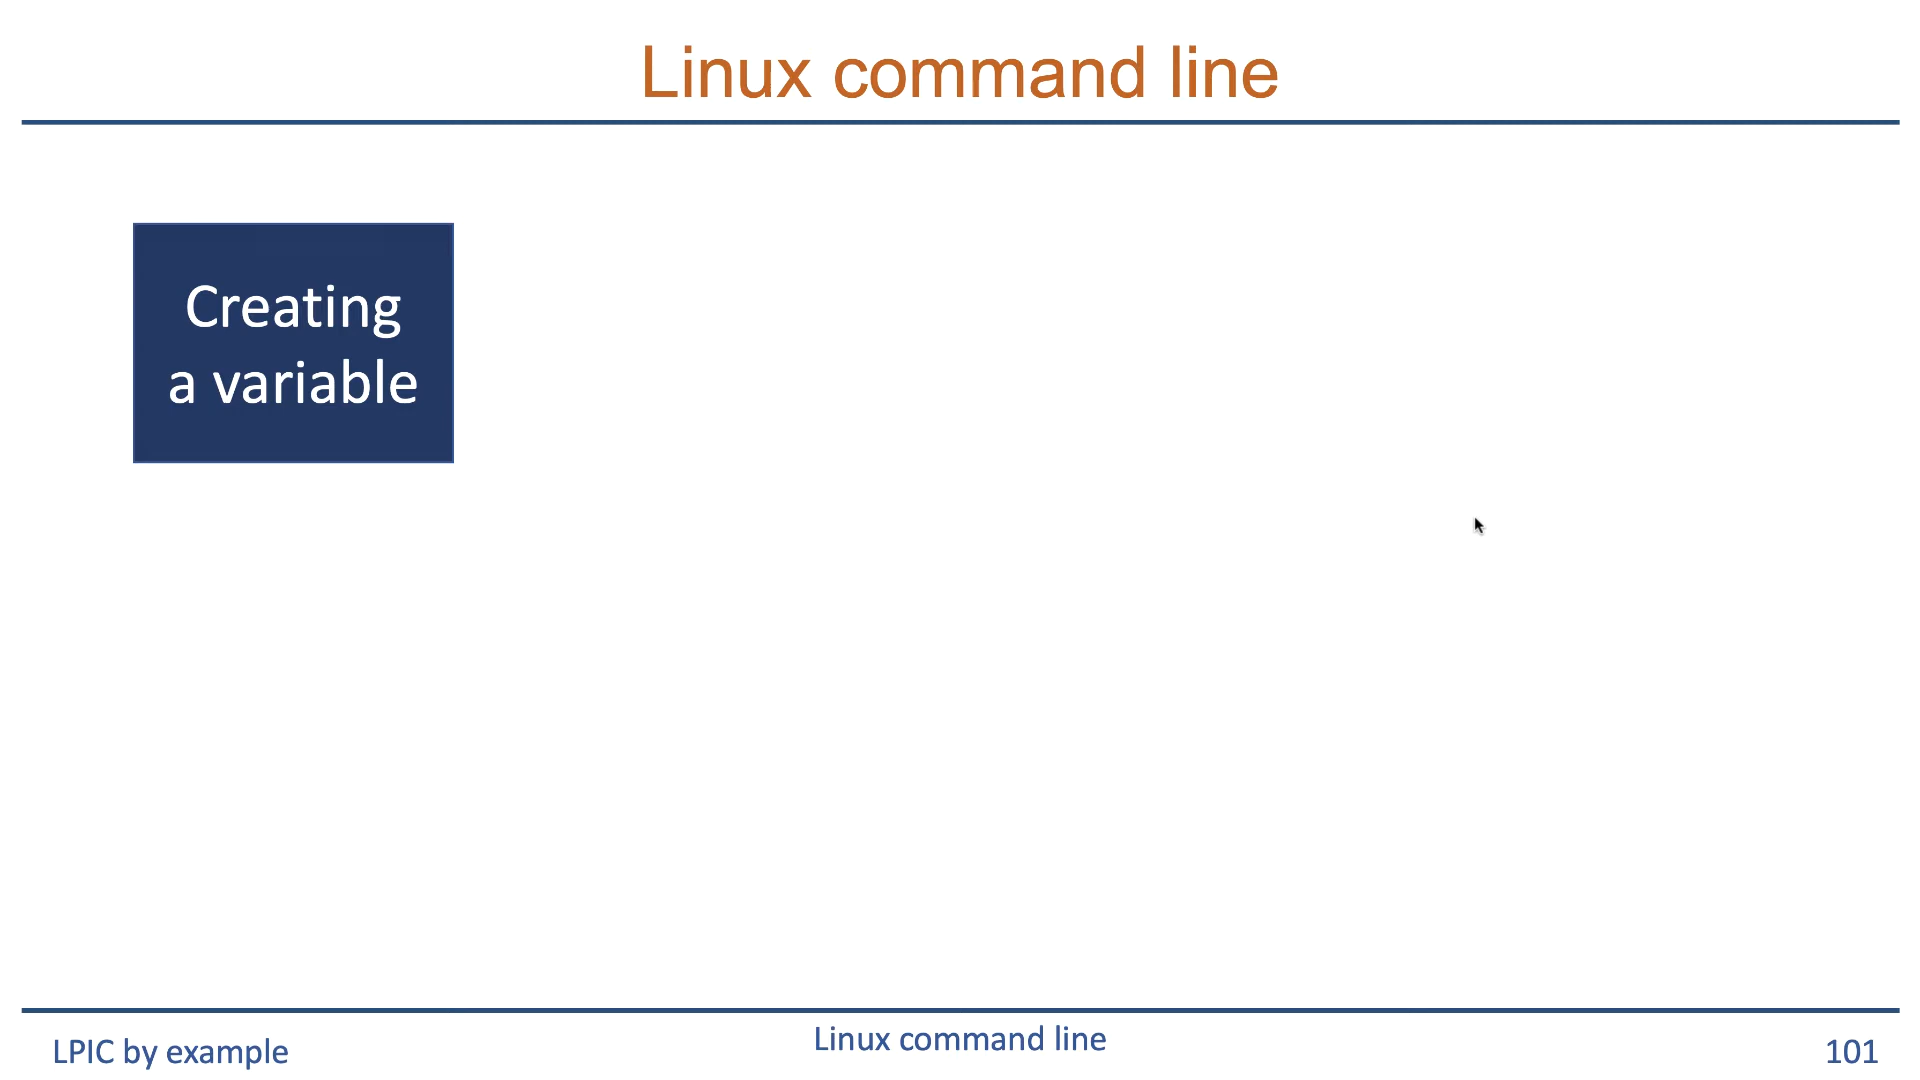 Linux command line
Creating
a variable
LPIC by example
Linux command line
101